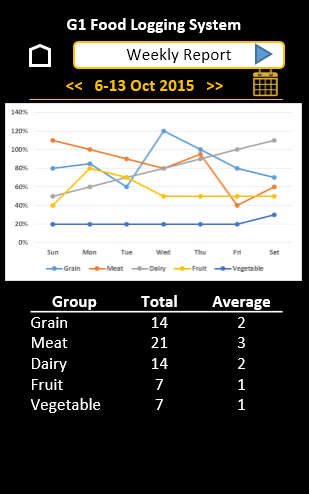 G1 Food Logging System
Weekly Report
<< 6-13 Oct 2015 >>
140%
120%
100%
80%
60%
40%
20%
0%
Sun Mon Tue Wed Thu Fri Sat
Grain Meat Dairy Fruit Vegetable
Group Total Average
Grain 14 2
Meat 21 3
Dairy 14 2
Fruit 7 1
Vegetable 7 1